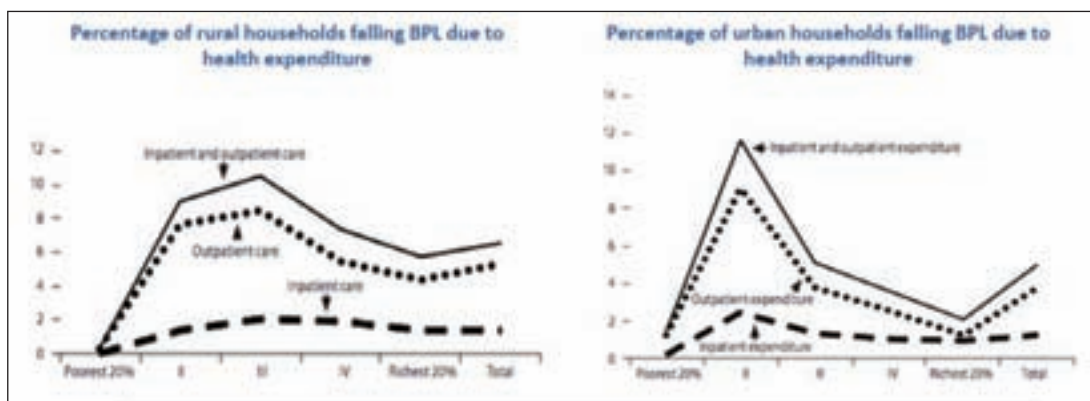 Percentage of rural households falling BPL due to
health expenditure
12
10
8
6
4
2
0
Inpatient and outpatient care
Outpatient care
Inpatient care
Poorest 20% II III IV Richest 20% Total
Percentage of urban households falling BPL due to
health expenditure
14
12
10
8
6
4
2
0
Inpatient and outpatient expenditure
Outpatient expenditure
Inpatient expenditure
Poorest 20% II III IV Richest 20% Total